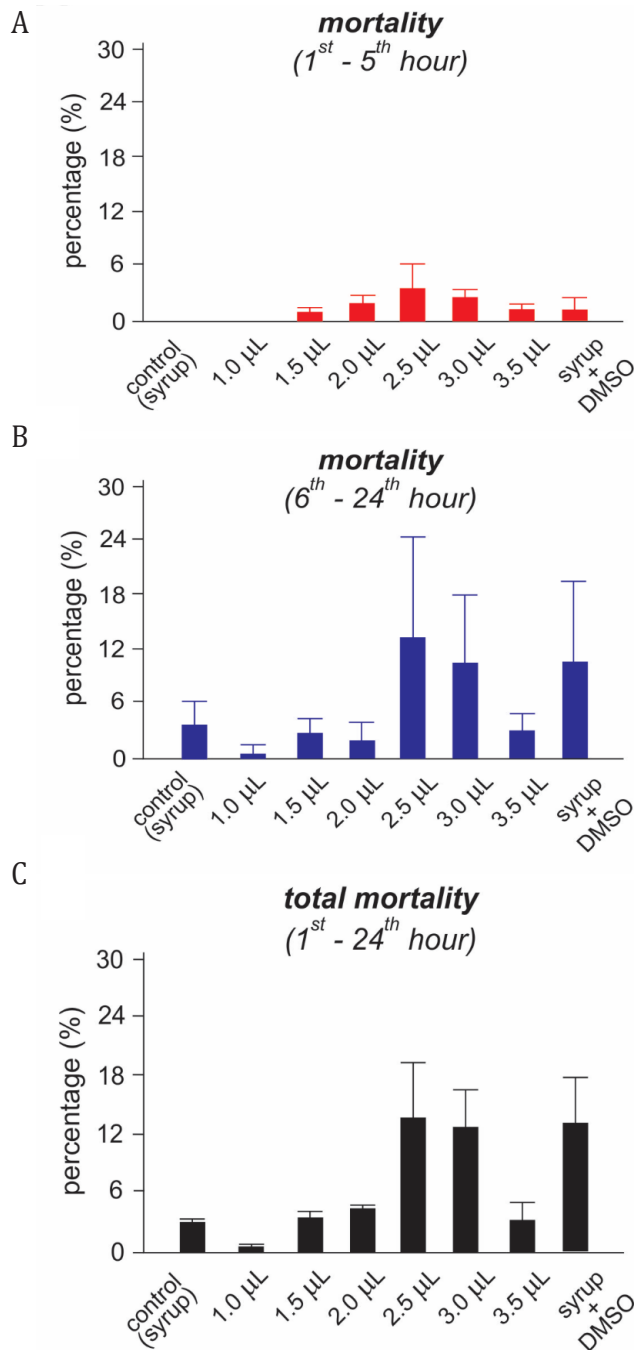 A
mortality
(1st - 5th hour)
percentage (%)
30
24
18
12
6
0
control
(syrup)
1.0 µL
1.5 µL
2.0 µL
2.5 µL
3.0 µL
3.5 µL
syrup
+
DMSO
B
mortality
(6th - 24th hour)
percentage (%)
30
24
18
12
6
0
control
(syrup)
1.0 µL
1.5 µL
2.0 µL
2.5 µL
3.0 µL
3.5 µL
syrup
+
DMSO
C
total mortality
(1st - 24th hour)
percentage (%)
30
24
18
12
6
0
control
(syrup)
1.0 µL
1.5 µL
2.0 µL
2.5 µL
3.0 µL
3.5 µL
syrup
+
DMSO